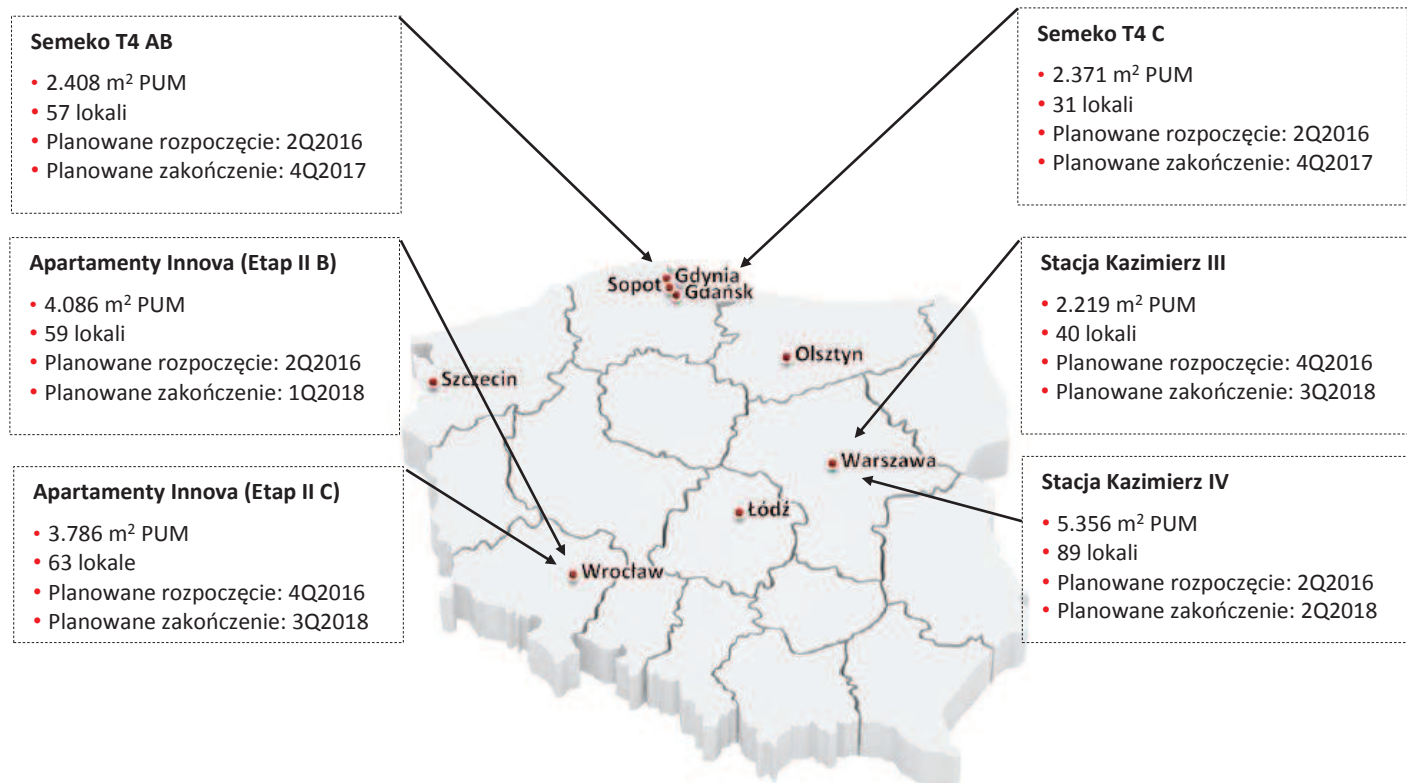 Semeko T4 AB
• 2.408 m² PUM
• 57 lokali
• Planowane rozpoczęcie: 2Q2016
• Planowane zakończenie: 4Q2017
Semeko T4 C
• 2.371 m² PUM
• 31 lokali
• Planowane rozpoczęcie: 2Q2016
• Planowane zakończenie: 4Q2017
Apartamenty Innova (Etap II B)
• 4.086 m² PUM
• 59 lokali
• Planowane rozpoczęcie: 2Q2016
• Planowane zakończenie: 1Q2018
Stacja Kazimierz III
• 2.219 m² PUM
• 40 lokali
• Planowane rozpoczęcie: 4Q2016
• Planowane zakończenie: 3Q2018
Apartamenty Innova (Etap II C)
• 3.786 m² PUM
• 63 lokale
• Planowane rozpoczęcie: 4Q2016
• Planowane zakończenie: 3Q2018
Stacja Kazimierz IV
• 5.356 m² PUM
• 89 lokali
• Planowane rozpoczęcie: 2Q2016
• Planowane zakończenie: 2Q2018
Gdynia
Sopot
Gdańsk
Olsztyn
Szczecin
Warszawa
Łódź
Wrocław